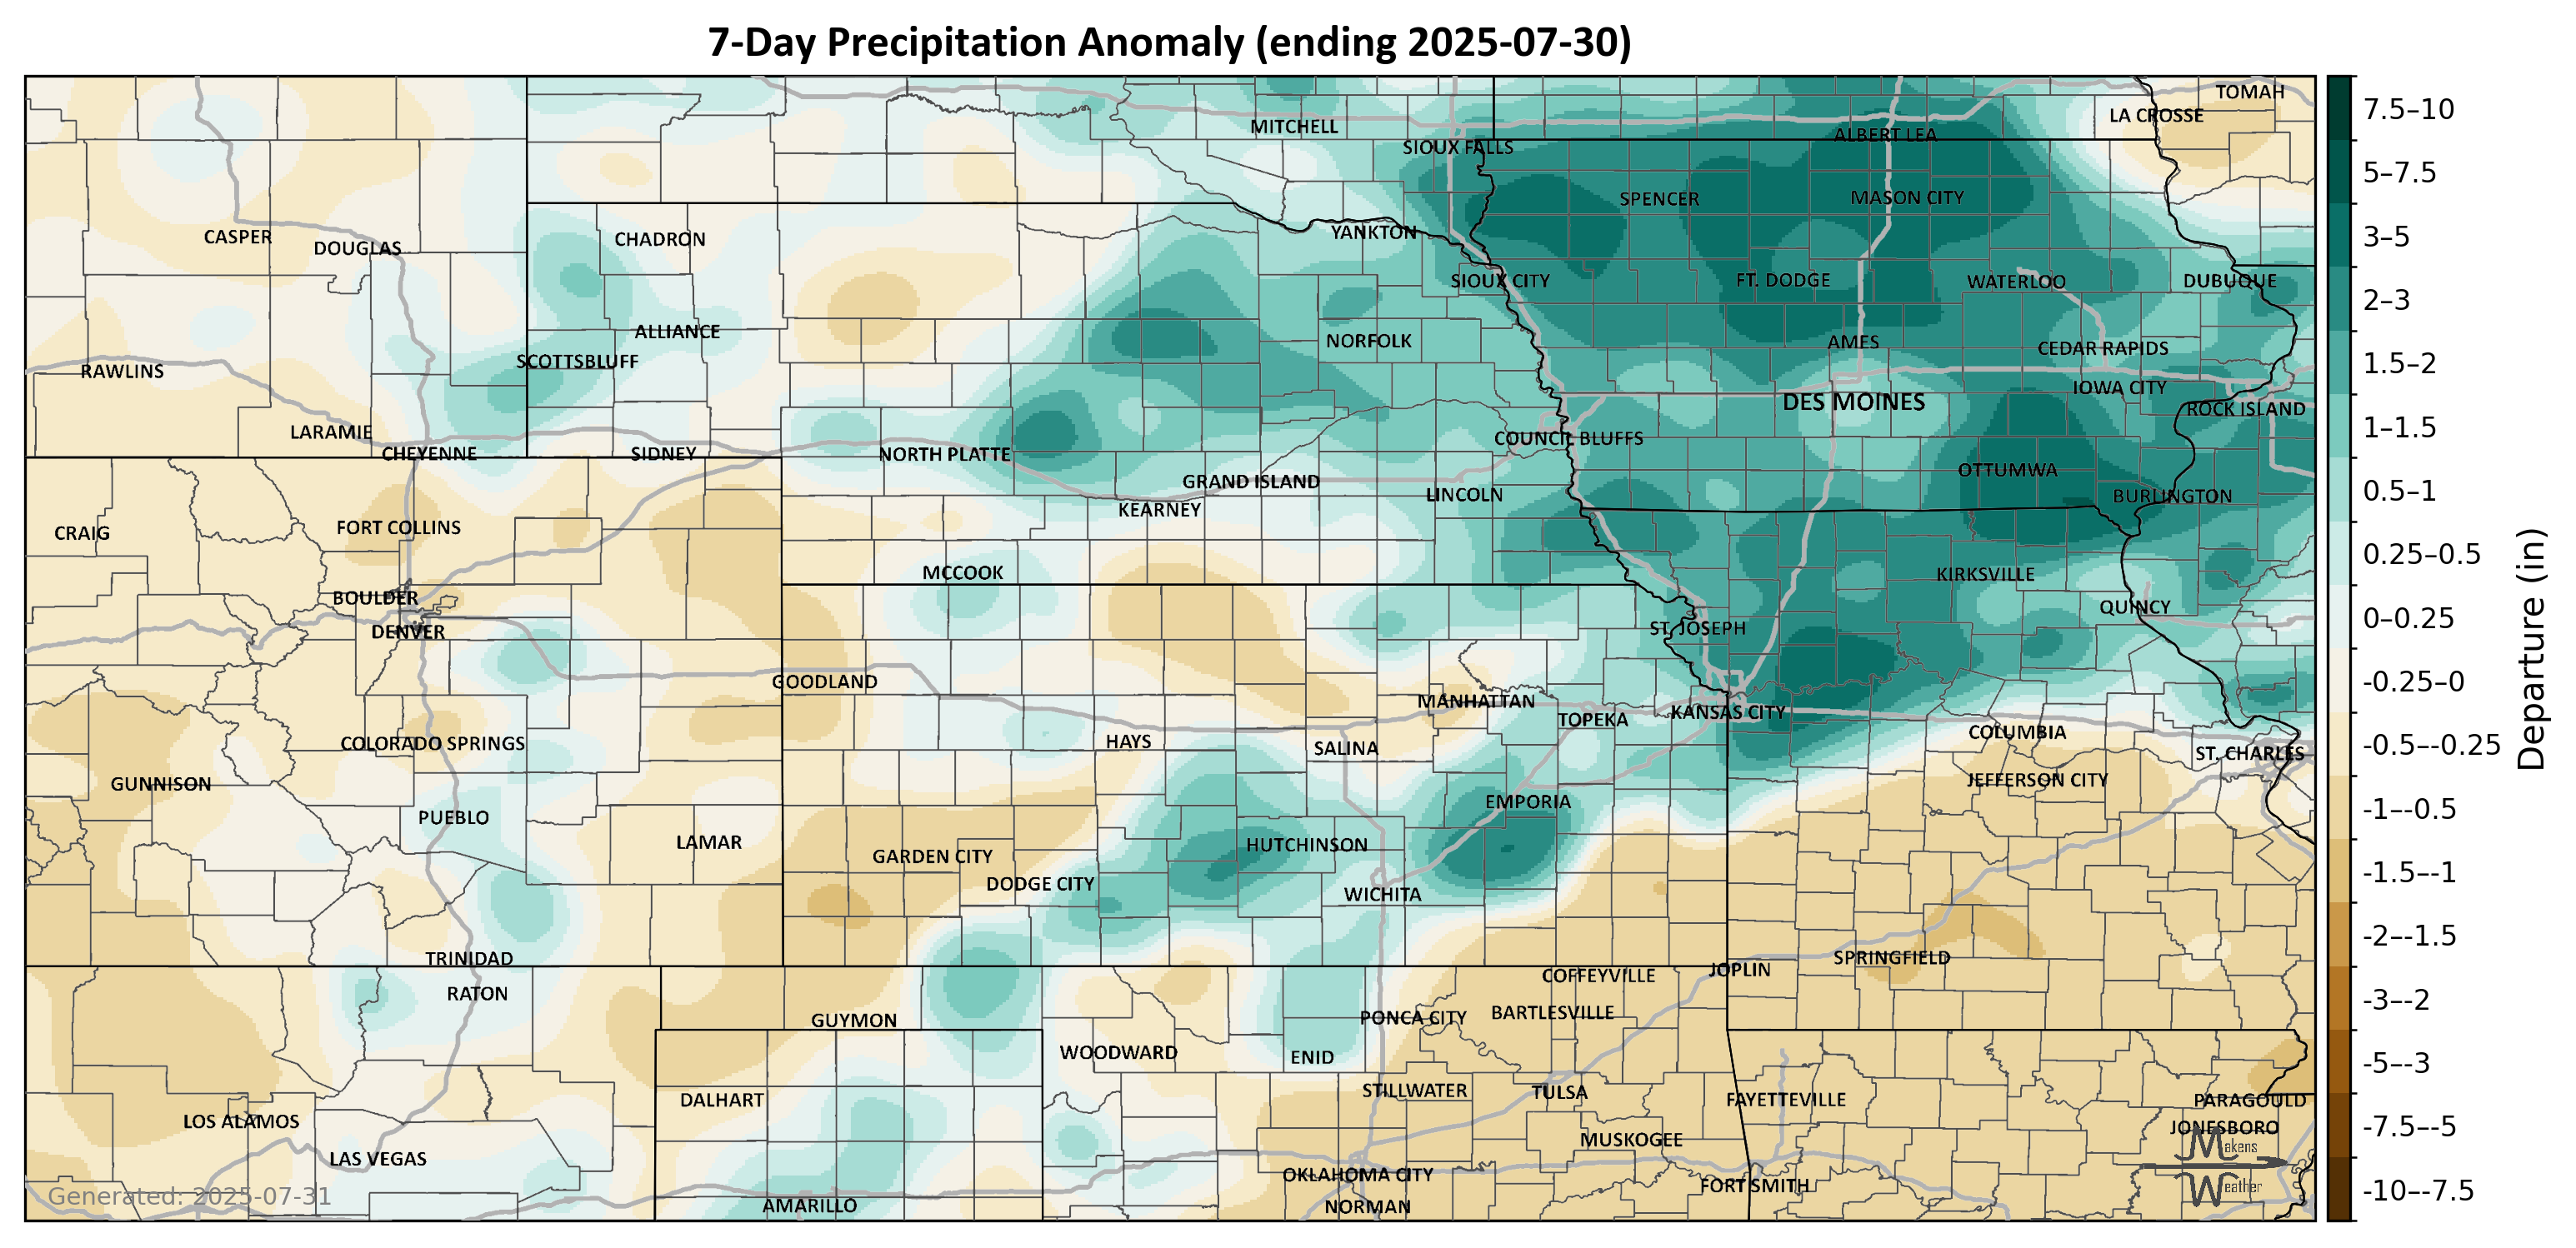 7-Day Precipitation Anomaly (ending 2025-07-30)
TOMAH
LA CROSSE
MITCHELL
ALBERT LEA
SIOUX FALLS
SPENCER
MASON CITY
CASPER
DOUGLAS
CHADRON
YANKTON
SIOUX CITY
FT. DODGE
WATERLOO
DUBUQUE
ALLIANCE
NORFOLK
AMES
CEDAR RAPIDS
SCOTTSBLUFF
RAWLINS
IOWA CITY
DES MOINES
ROCK ISLAND
LARAMIE
COUNCIL BLUFFS
CHEYENNE
SIDNEY
NORTH PLATTE
OTTUMWA
GRAND ISLAND
LINCOLN
BURLINGTON
KEARNEY
CRAIG
FORT COLLINS
MCCOOK
KIRKSVILLE
BOULDER
QUINCY
DENVER
ST. JOSEPH
GOODLAND
MANHATTAN
TOPEKA
KANSAS CITY
COLUMBIA
COLORADO SPRINGS
HAYS
SALINA
ST. CHARLES
GUNNISON
JEFFERSON CITY
PUEBLO
EMPORIA
LAMAR
HUTCHINSON
GARDEN CITY
DODGE CITY
WICHITA
TRINIDAD
SPRINGFIELD
JOPLIN
COFFEYVILLE
RATON
GUYMON
PONCA CITY
BARTLESVILLE
WOODWARD
ENID
STILLWATER
TULSA
DALHART
FAYETTEVILLE
PARAGOULD
LOS ALAMOS
JONESBORO
MUSKOGEE
LAS VEGAS
OKLAHOMA CITY
FORT SMITH
AMARILLO
NORMAN
Generated: 2025-07-31
Makens
Weather
7.5–10
5–7.5
3–5
2–3
1.5–2
1–1.5
0.5–1
0.25–0.5
0–0.25
-0.25–0
-0.5–-0.25
-1–-0.5
-1.5–-1
-2–-1.5
-3–-2
-5–-3
-7.5–-5
-10–-7.5
Departure (in)